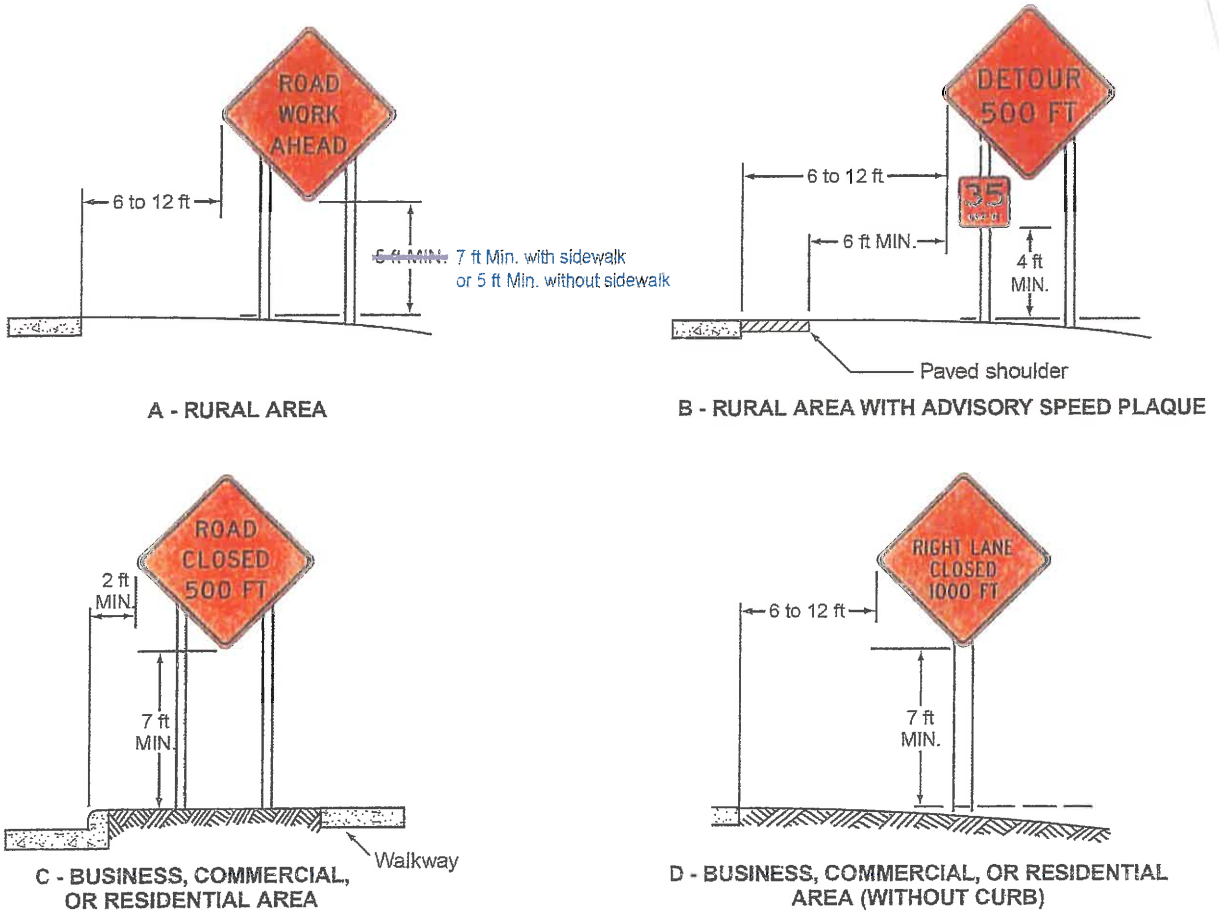 ROAD
WORK
AHEAD
6 to 12 ft
5 ft MIN. 7 ft Min. with sidewalk
or 5 ft Min. without sidewalk
A - RURAL AREA
DETOUR
500 FT
6 to 12 ft
35
6 ft MIN.
4 ft
MIN.
Paved shoulder
B - RURAL AREA WITH ADVISORY SPEED PLAQUE
ROAD
CLOSED
500 FT
2 ft
MIN.
7 ft
MIN.
Walkway
C - BUSINESS, COMMERCIAL,
OR RESIDENTIAL AREA
RIGHT LANE
CLOSED
1000 FT
6 to 12 ft
7 ft
MIN.
D - BUSINESS, COMMERCIAL, OR RESIDENTIAL
AREA (WITHOUT CURB)